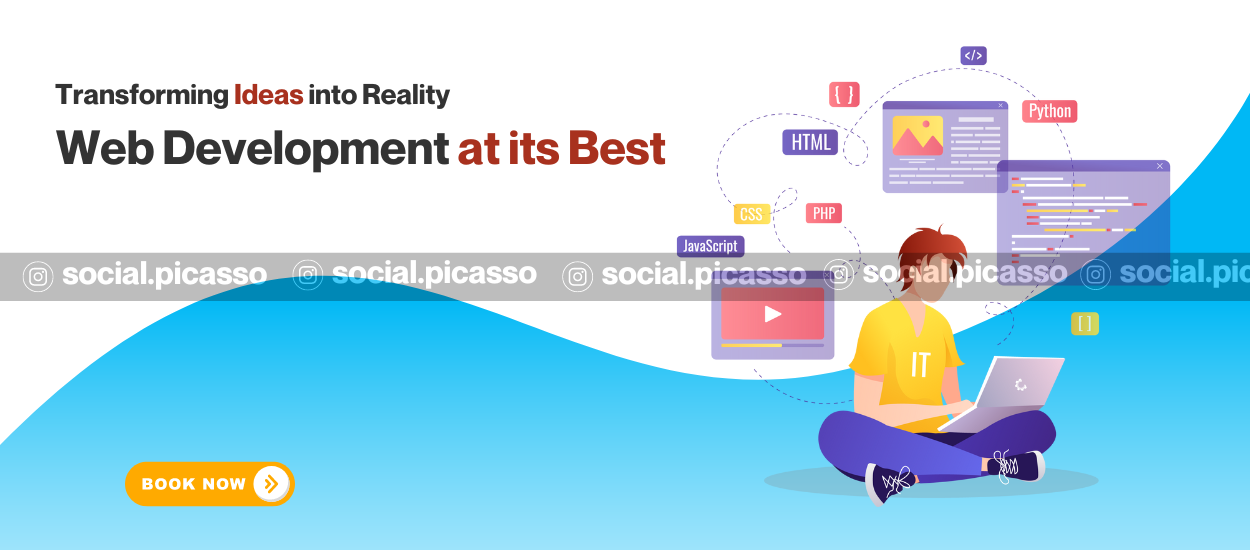 Transforming Ideas into Reality
Web Development at its Best
</>
{ }
Python
HTML
CSS
PHP
JavaScript
social.picasso social.picasso social.picasso social.picasso social.pic
IT
[ ]
BOOK NOW